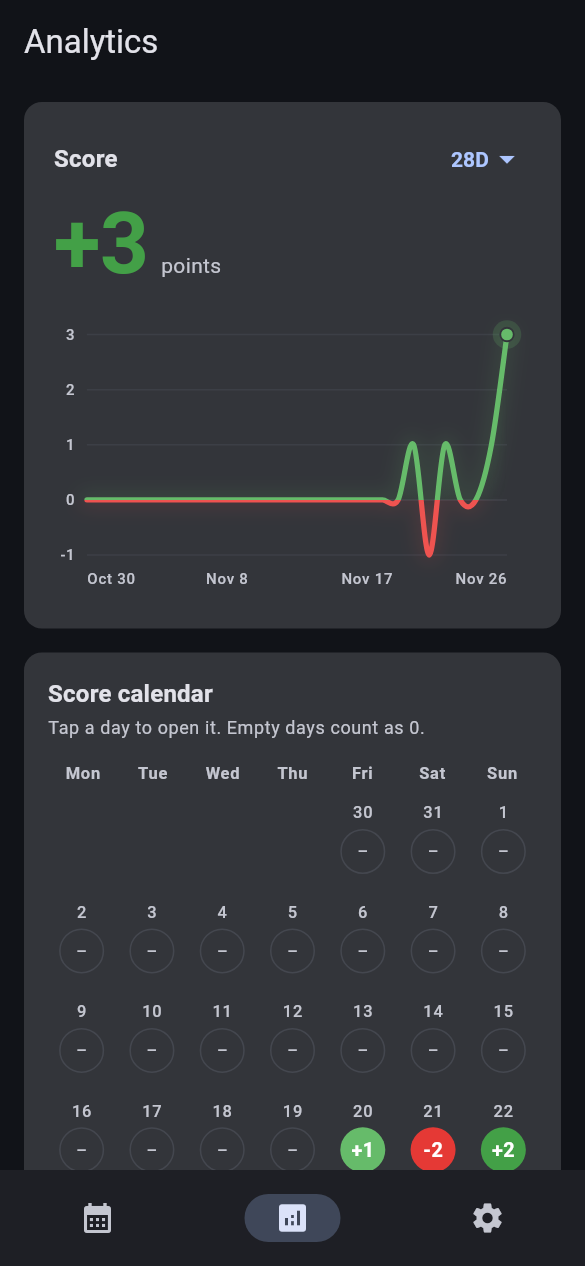 Analytics
Score
28D
+3 points
3
2
1
0
-1
Oct 30 Nov 8 Nov 17 Nov 26
Score calendar
Tap a day to open it. Empty days count as 0.
Mon Tue Wed Thu Fri Sat Sun
30 31 1
– – –
2 3 4 5 6 7 8
– – – – – – –
9 10 11 12 13 14 15
– – – – – – –
16 17 18 19 20 21 22
– – – – +1 -2 +2